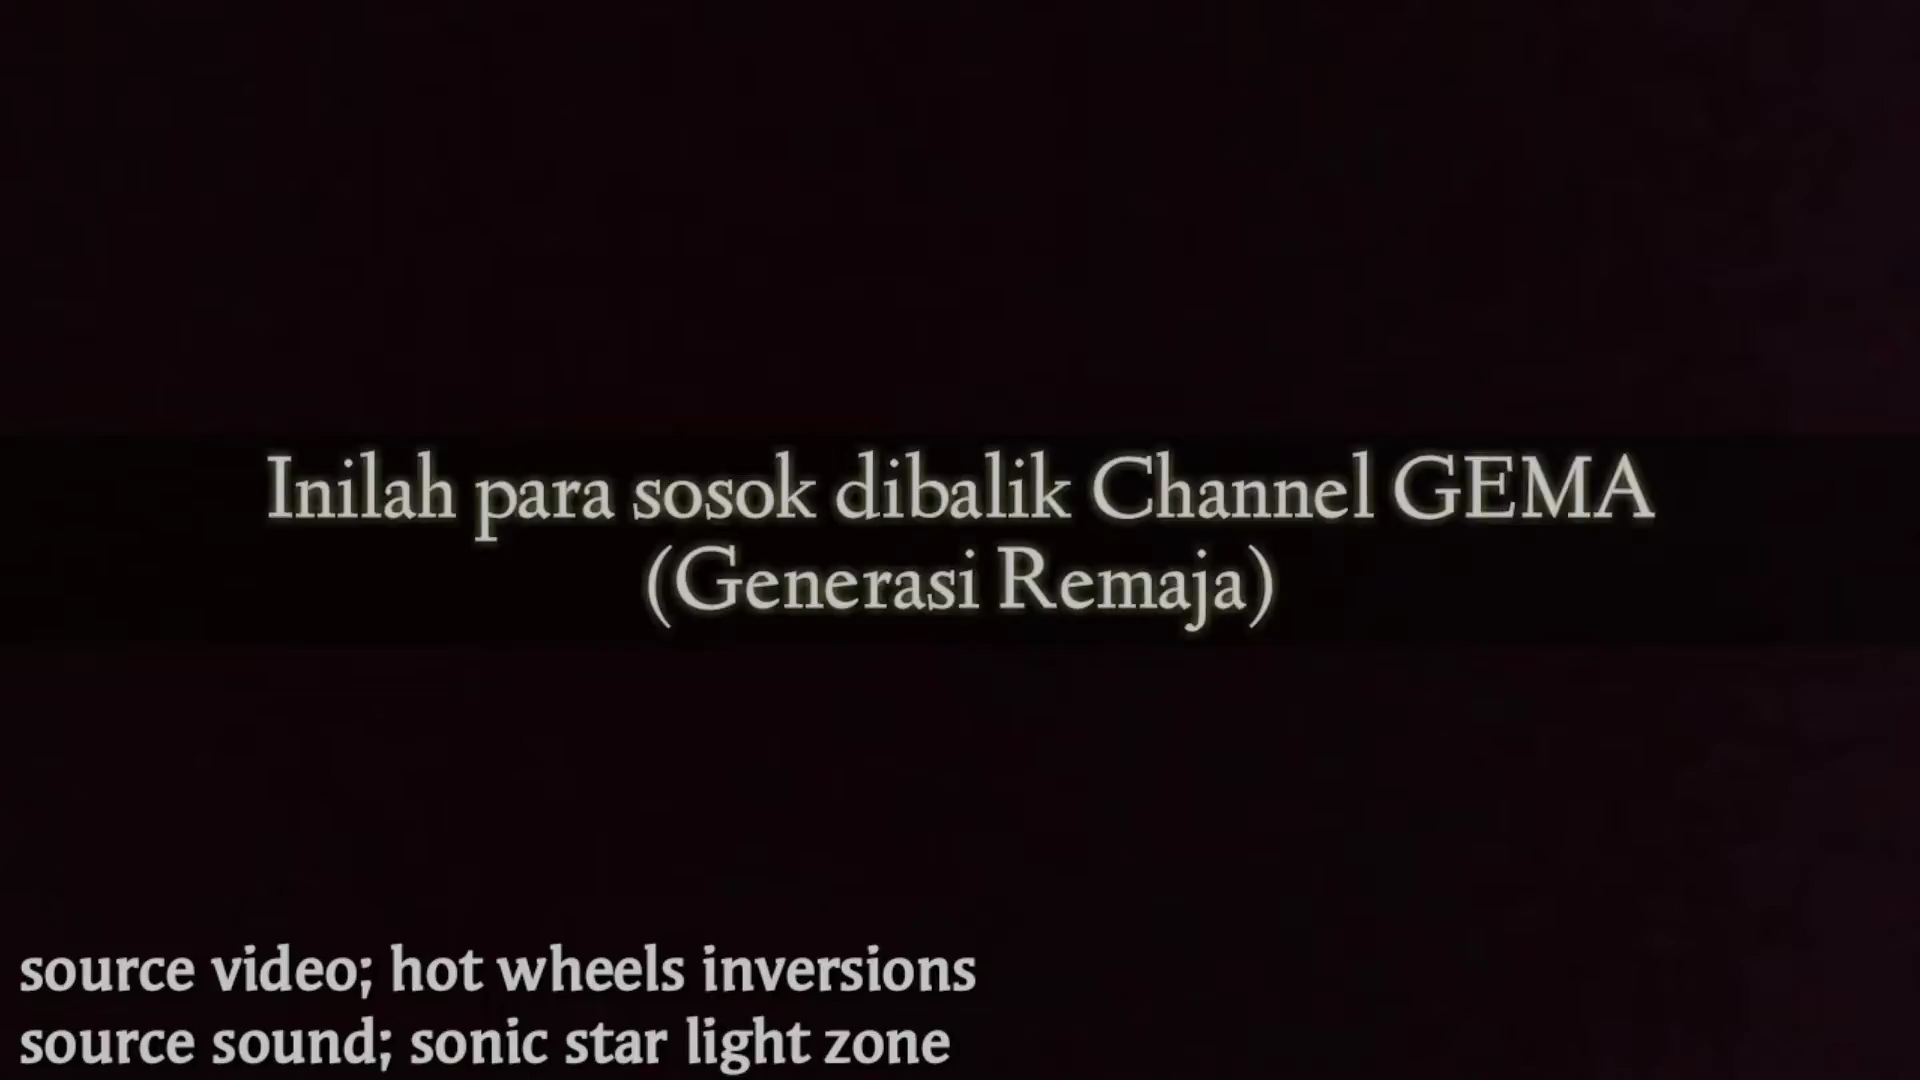 Inilah para sosok dibalik Channel GEMA
(Generasi Remaja)
source video; hot wheels inversions
source sound; sonic star light zone